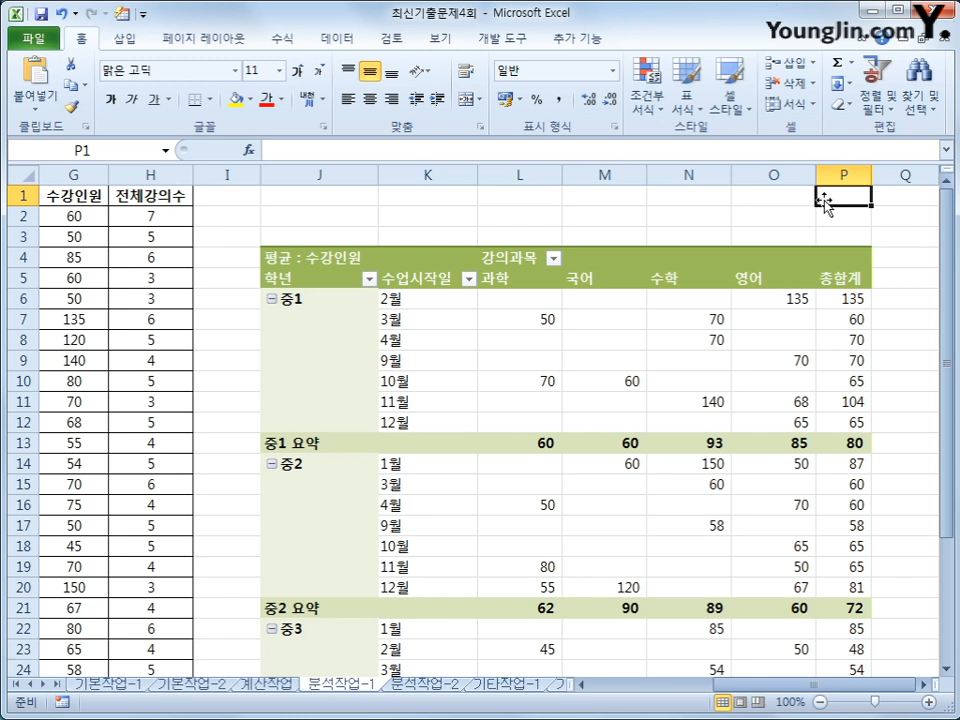 최신기출문제4회 - Microsoft Excel
Younglin.com Y.
파일 홈 삽입 페이지 레이아웃 수식 데이터 검토 보기 개발 도구 추가 기능
붙여넣기
맑은 고딕 11
가 가 가
일반
% ,
조건부 서식 표 서식 셀 스타일
삽입
삭제
서식
Σ
정렬 및 필터 찾기 및 선택
클립보드 글꼴 맞춤 표시 형식 스타일 셀 편집
P1 fx
G H I J K L M N O P Q
1 수강인원 전체강의수
2 60 7
3 50 5
4 85 6 평균 : 수강인원 강의과목
5 60 3 학년 수업시작일 과학 국어 수학 영어 총합계
6 50 3 중1 2월 135 135
7 135 6 3월 50 70 60
8 120 5 4월 70 70
9 140 4 9월 70 70
10 80 5 10월 70 60 65
11 70 3 11월 140 68 104
12 68 5 12월 65 65
13 55 4 중1 요약 60 60 93 85 80
14 54 5 중2 1월 60 150 50 87
15 70 6 3월 60 60
16 75 4 4월 50 70 60
17 50 5 9월 58 58
18 45 5 10월 65 65
19 70 4 11월 80 50 65
20 150 3 12월 55 120 67 81
21 67 4 중2 요약 62 90 89 60 72
22 80 6 중3 1월 85 85
23 65 4 2월 45 50 48
24 58 5 3월 54 54
기본작업-1 기본작업-2 계산작업 분석작업-1 분석작업-2 기타작업-1
준비 100%